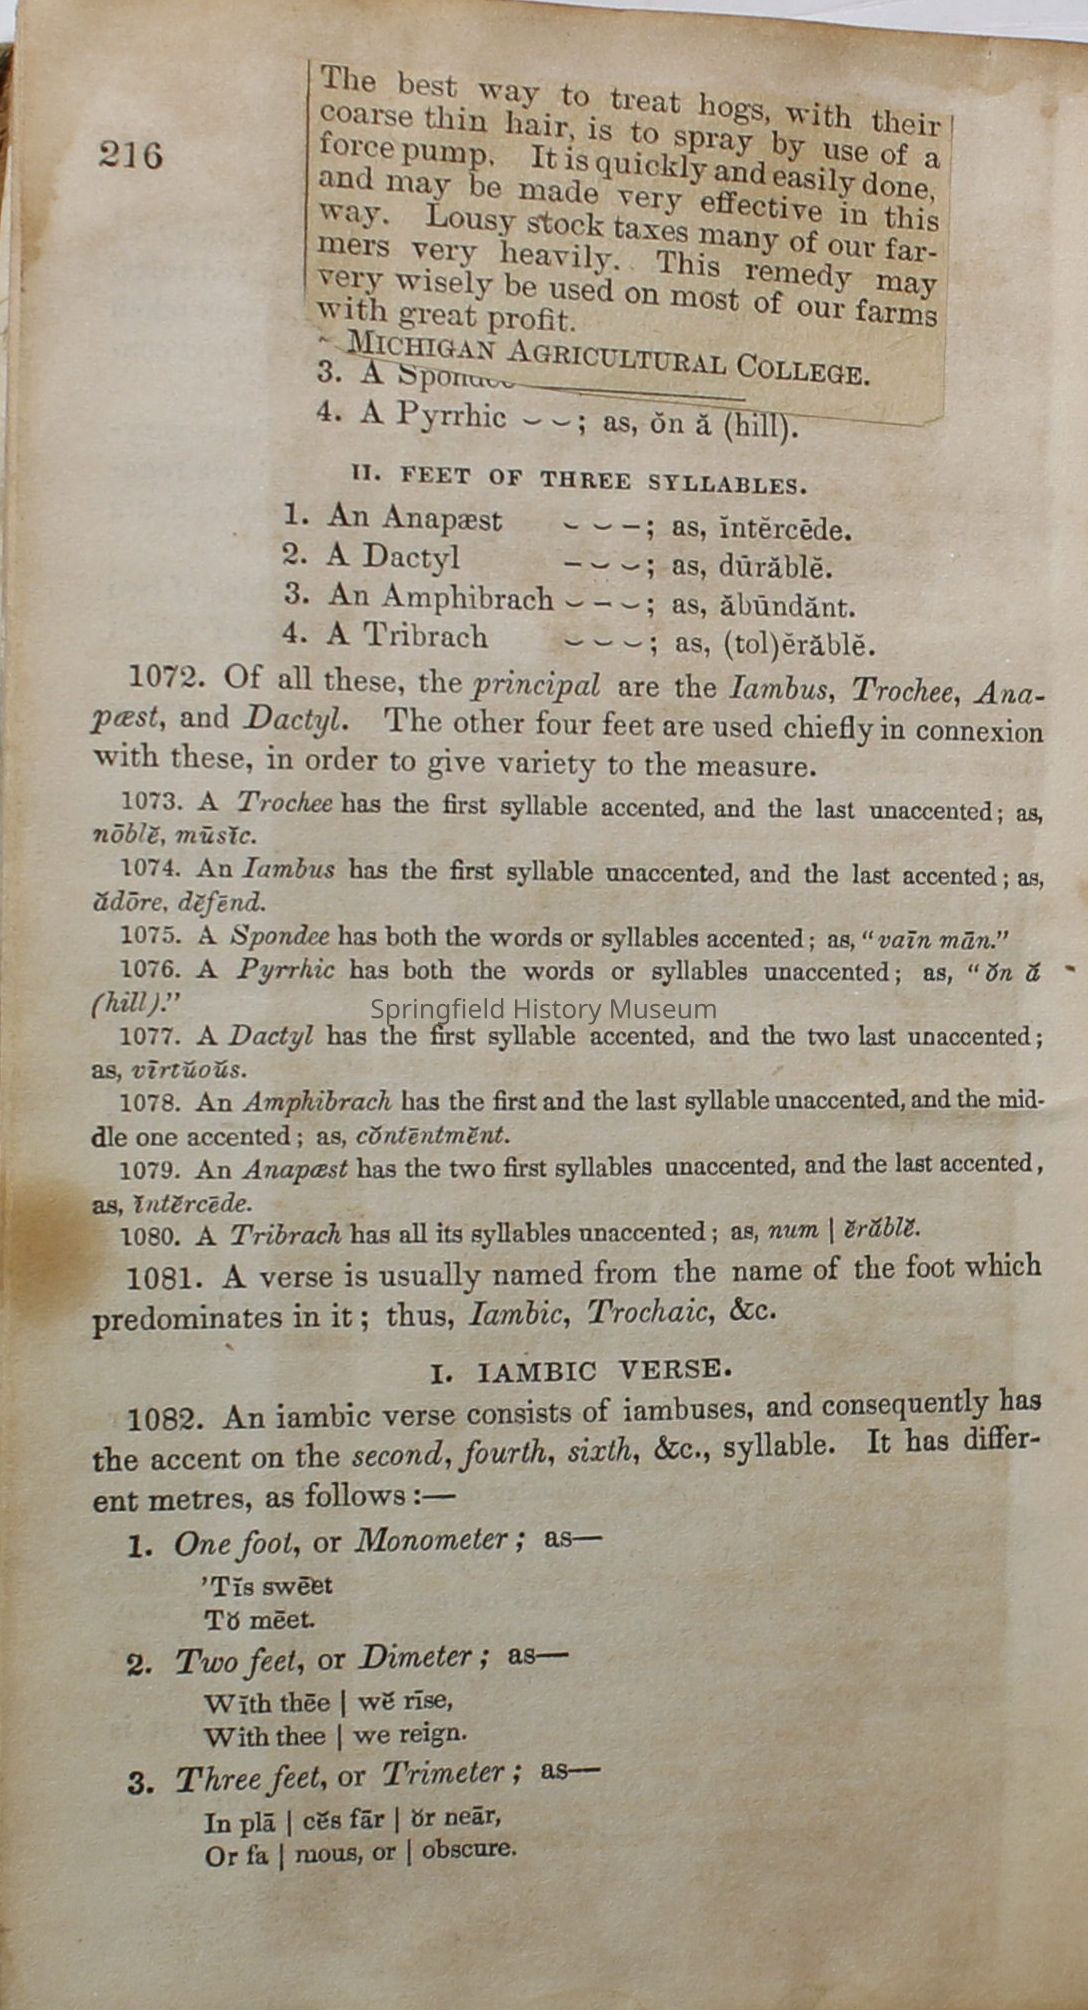 216
The best way to treat hogs, with their
coarse thin hair, is to spray by use of a
force pump. It is quickly and easily done,
and may be made very effective in this
way. Lousy stock taxes many of our far-
mers very heavily. This remedy may
very wisely be used on most of our farms
with great profit.
MICHIGAN AGRICULTURAL COLLEGE.
3. A Spondee
4. A Pyrrhic ⏑ ⏑; as, ŏn ă (hill).
II. FEET OF THREE SYLLABLES.
1. An Anapæst ⏑ ⏑ –; as, ĭntĕrcēde.
2. A Dactyl – ⏑ ⏑; as, dūrăblĕ.
3. An Amphibrach ⏑ – ⏑; as, ăbūndănt.
4. A Tribrach ⏑ ⏑ ⏑; as, (tol)ĕrăblĕ.
1072. Of all these, the principal are the Iambus, Trochee, Ana-
pæst, and Dactyl. The other four feet are used chiefly in connexion
with these, in order to give variety to the measure.
1073. A Trochee has the first syllable accented, and the last unaccented; as,
nōblĕ, mūsĭc.
1074. An Iambus has the first syllable unaccented, and the last accented; as,
ădōre, dĕfēnd.
1075. A Spondee has both the words or syllables accented; as, "vaīn mān."
1076. A Pyrrhic has both the words or syllables unaccented; as, "ŏn ă
(hill)."
Springfield History Museum
1077. A Dactyl has the first syllable accented, and the two last unaccented;
as, vīrtŭoŭs.
1078. An Amphibrach has the first and the last syllable unaccented, and the mid-
dle one accented; as, cŏntēntmĕnt.
1079. An Anapæst has the two first syllables unaccented, and the last accented,
as, ĭntĕrcēde.
1080. A Tribrach has all its syllables unaccented; as, num | ĕrăblĕ.
1081. A verse is usually named from the name of the foot which
predominates in it; thus, Iambic, Trochaic, &c.
I. IAMBIC VERSE.
1082. An iambic verse consists of iambuses, and consequently has
the accent on the second, fourth, sixth, &c., syllable. It has differ-
ent metres, as follows:—
1. One foot, or Monometer; as—
'Tĭs swēet
Tŏ mēet.
2. Two feet, or Dimeter; as—
Wĭth thēe | wĕ rīse,
With thee | we reign.
3. Three feet, or Trimeter; as—
In plā | cĕs fār | ŏr neār,
Or fa | mous, or | obscure.